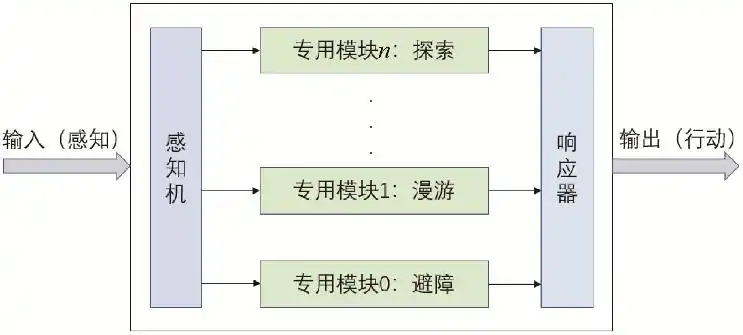 输入（感知）
感知机
专用模块n：探索
专用模块1：漫游
专用模块0：避障
响应器
输出（行动）